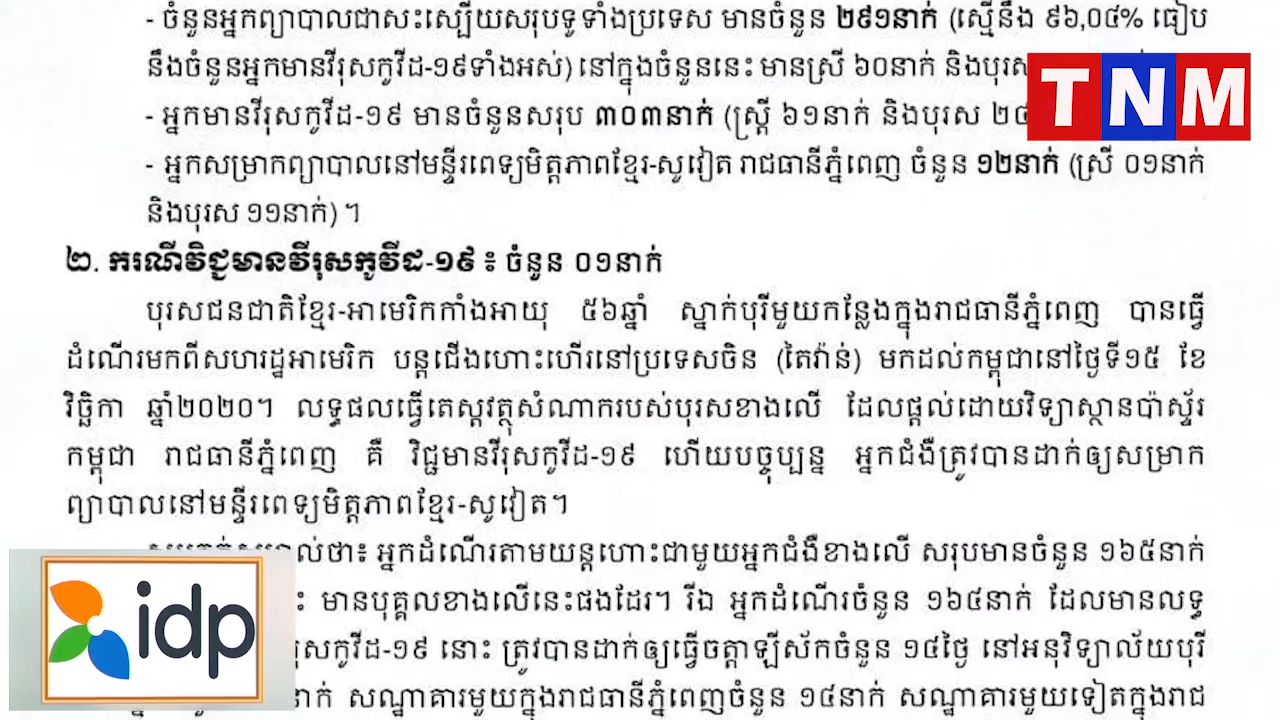 - ចំនួនអ្នកព្យាបាលជាសះស្បើយសរុបទូទាំងប្រទេស មានចំនួន ២៩១នាក់ (ស្មើនឹង ៩៦,០៤% ធៀប
នឹងចំនួនអ្នកមានវីរុសកូវីដ-១៩ទាំងអស់) នៅក្នុងចំនួននេះ មានស្រី ៦០នាក់ និងបុរស
- អ្នកមានវីរុសកូវីដ-១៩ មានចំនួនសរុប ៣០៣នាក់ (ស្ត្រី ៦១នាក់ និងបុរស
TNM
- អ្នកសម្រាកព្យាបាលនៅមន្ទីរពេទ្យមិត្តភាពខ្មែរ-សូវៀត រាជធានីភ្នំពេញ ចំនួន ១២នាក់ (ស្រី ០១នាក់
និងបុរស ១១នាក់) ។
២. ករណីវិជ្ជមានវីរុសកូវីដ-១៩ ៖ ចំនួន ០១នាក់
បុរសជនជាតិខ្មែរ-អាមេរិកកាំងអាយុ ៥៦ឆ្នាំ ស្នាក់បុរីមួយកន្លែងក្នុងរាជធានីភ្នំពេញ បានធ្វើ
ដំណើរមកពីសហរដ្ឋអាមេរិក បន្តជើងហោះហើរនៅប្រទេសចិន (តៃវ៉ាន់) មកដល់កម្ពុជានៅថ្ងៃទី១៥ ខែ
វិច្ឆិកា ឆ្នាំ២០២០។ លទ្ធផលធ្វើតេស្តវត្ថុសំណាករបស់បុរសខាងលើ ដែលផ្តល់ដោយវិទ្យាស្ថានប៉ាស្ទ័រ
កម្ពុជា រាជធានីភ្នំពេញ គឺ វិជ្ជមានវីរុសកូវីដ-១៩ ហើយបច្ចុប្បន្ន អ្នកជំងឺត្រូវបានដាក់ឲ្យសម្រាក
ព្យាបាលនៅមន្ទីរពេទ្យមិត្តភាពខ្មែរ-សូវៀត។
អ្នកដំណើរតាមយន្តហោះជាមួយអ្នកជំងឺខាងលើ សរុបមានចំនួន ១៦៥នាក់
មានបុគ្គលខាងលើនេះផងដែរ។ រីឯ អ្នកដំណើរចំនួន ១៦៤នាក់ ដែលមានលទ្ធ
-១៩ នោះ ត្រូវបានដាក់ឲ្យធ្វើចត្តាឡីស័កចំនួន ១៤ថ្ងៃ នៅអនុវិទ្យាល័យបុរី
សណ្ឋាគារមួយក្នុងរាជធានីភ្នំពេញចំនួន ១៤នាក់ សណ្ឋាគារមួយទៀតក្នុងរាជ
idp